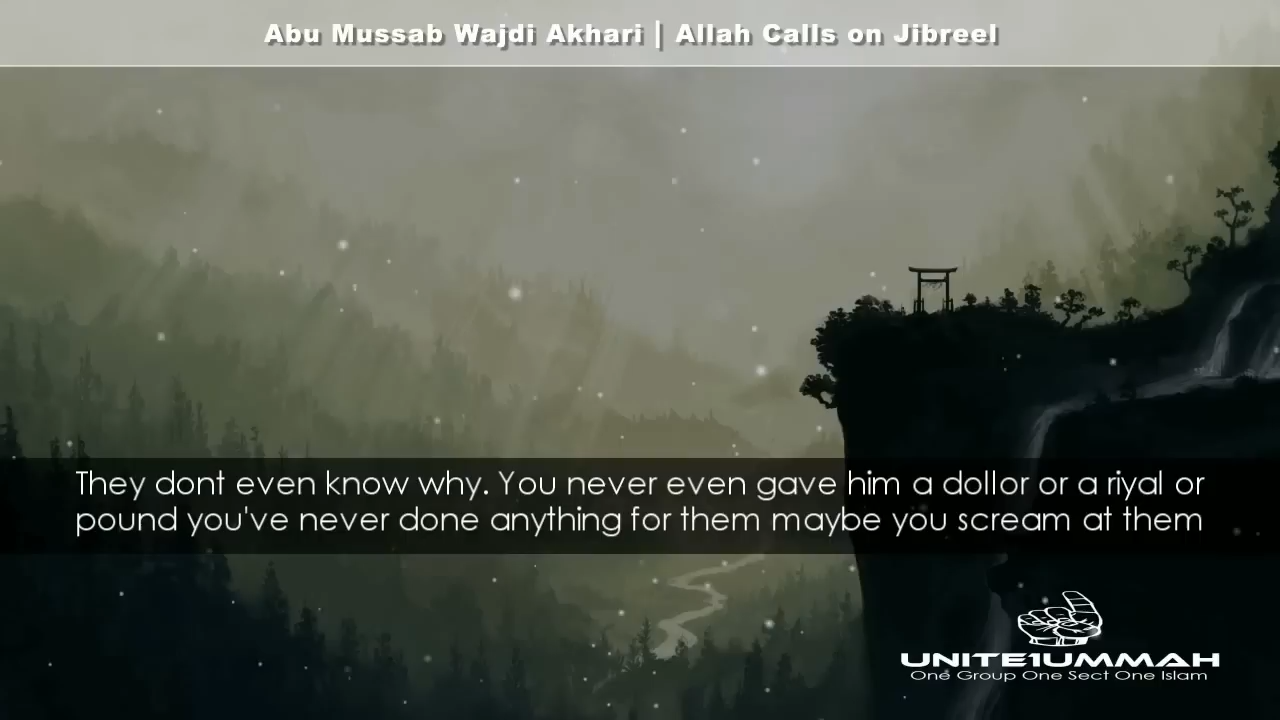 Abu Mussab Wajdi Akhari | Allah Calls on Jibreel
They dont even know why. You never even gave him a dollor or a riyal or
pound you've never done anything for them maybe you scream at them
UNITE1UMMAH
One Group One Sect One Islam